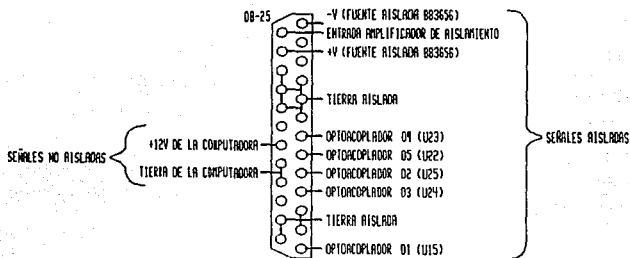 DB-25
-V (FUENTE AISLADA BB3656)
ENTRADA AMPLIFICADOR DE AISLAMIENTO
+V (FUENTE AISLADA BB3656)
TIERRA AISLADA
OPTOACOPLADOR 04 (U23)
+12V DE LA COMPUTADORA
SEÑALES AISLADAS
OPTOACOPLADOR 05 (U22)
SEÑALES NO AISLADAS
TIERRA DE LA COMPUTADORA
OPTOACOPLADOR 02 (U25)
OPTOACOPLADOR 03 (U24)
TIERRA AISLADA
OPTOACOPLADOR 01 (U15)